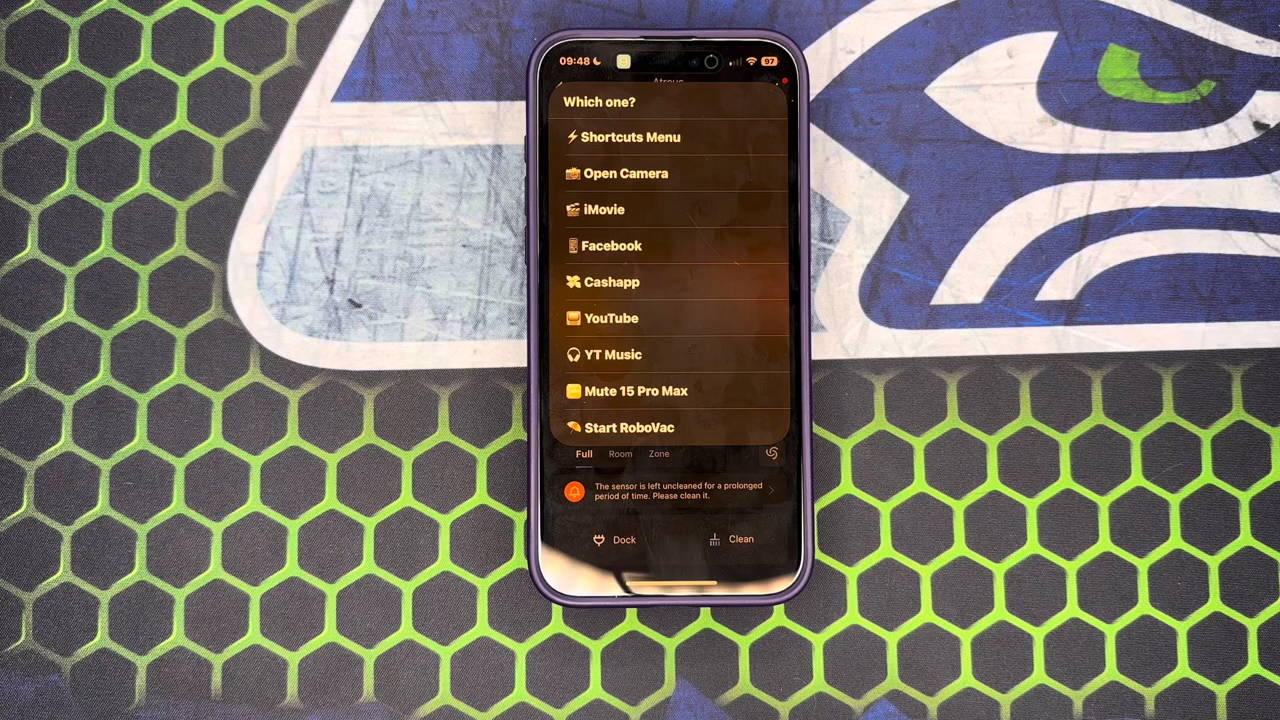 09:48
97
Atreus
Which one?
⚡ Shortcuts Menu
📸 Open Camera
🎬 iMovie
📱 Facebook
💸 Cashapp
YouTube
🎧 YT Music
Mute 15 Pro Max
Start RoboVac
Full Room Zone
The sensor is left uncleaned for a prolonged
period of time. Please clean it.
Dock Clean